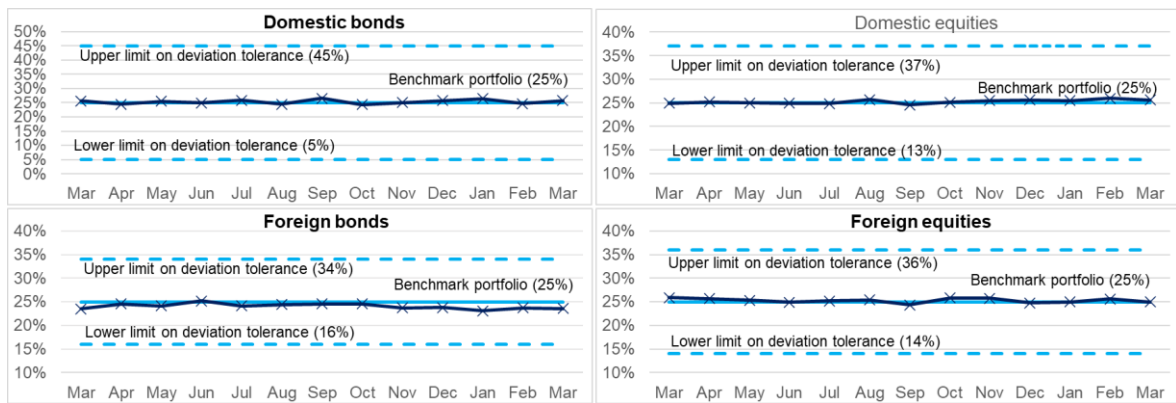 Domestic bonds
50%
45%
40%
35%
30%
25%
20%
15%
10%
5%
0%
Upper limit on deviation tolerance (45%)
Benchmark portfolio (25%)
Lower limit on deviation tolerance (5%)
Mar Apr May Jun Jul Aug Sep Oct Nov Dec Jan Feb Mar
Domestic equities
40%
35%
30%
25%
20%
15%
10%
Upper limit on deviation tolerance (37%)
Benchmark portfolio (25%)
Lower limit on deviation tolerance (13%)
Mar Apr May Jun Jul Aug Sep Oct Nov Dec Jan Feb Mar
Foreign bonds
40%
35%
30%
25%
20%
15%
10%
Upper limit on deviation tolerance (34%)
Benchmark portfolio (25%)
Lower limit on deviation tolerance (16%)
Mar Apr May Jun Jul Aug Sep Oct Nov Dec Jan Feb Mar
Foreign equities
40%
35%
30%
25%
20%
15%
10%
Upper limit on deviation tolerance (36%)
Benchmark portfolio (25%)
Lower limit on deviation tolerance (14%)
Mar Apr May Jun Jul Aug Sep Oct Nov Dec Jan Feb Mar